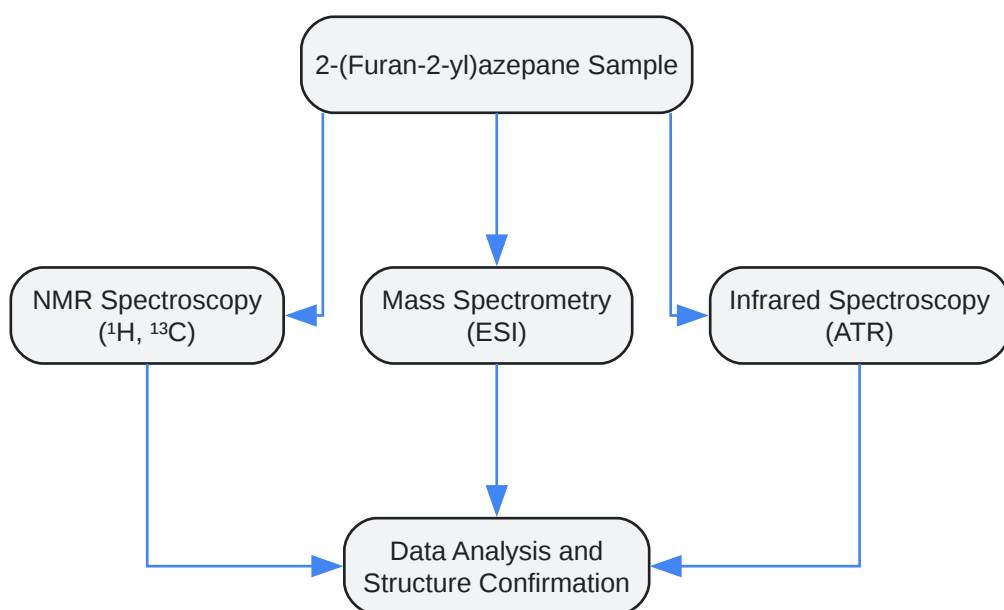 2-(Furan-2-yl)azepane Sample
NMR Spectroscopy
(¹H, ¹³C)
Mass Spectrometry
(ESI)
Infrared Spectroscopy
(ATR)
Data Analysis and
Structure Confirmation